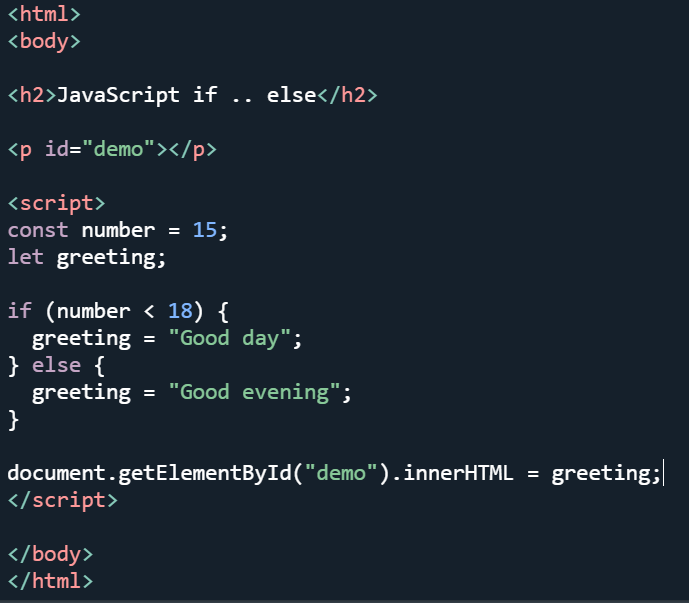 <html>
<body>
<h2>JavaScript if .. else</h2>
<p id="demo"></p>
<script>
const number = 15;
let greeting;
if (number < 18) {
  greeting = "Good day";
} else {
  greeting = "Good evening";
}
document.getElementById("demo").innerHTML = greeting;
</script>
</body>
</html>